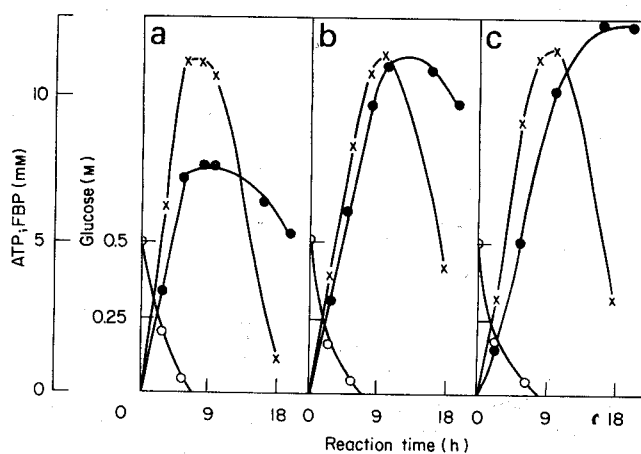 a b c
ATP; FBP (mM)
Glucose (M)
10
5
0
0.5
0.25
0 9 18 0 9 18 0 9 18
Reaction time (h)